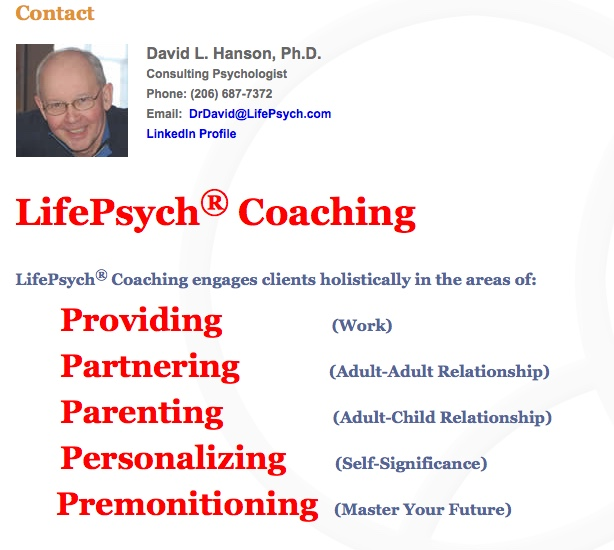 Contact
David L. Hanson, Ph.D.
Consulting Psychologist
Phone: (206) 687-7372
Email: DrDavid@LifePsych.com
LinkedIn Profile
LifePsych® Coaching
LifePsych® Coaching engages clients holistically in the areas of:
Providing (Work)
Partnering (Adult-Adult Relationship)
Parenting (Adult-Child Relationship)
Personalizing (Self-Significance)
Premonitioning (Master Your Future)